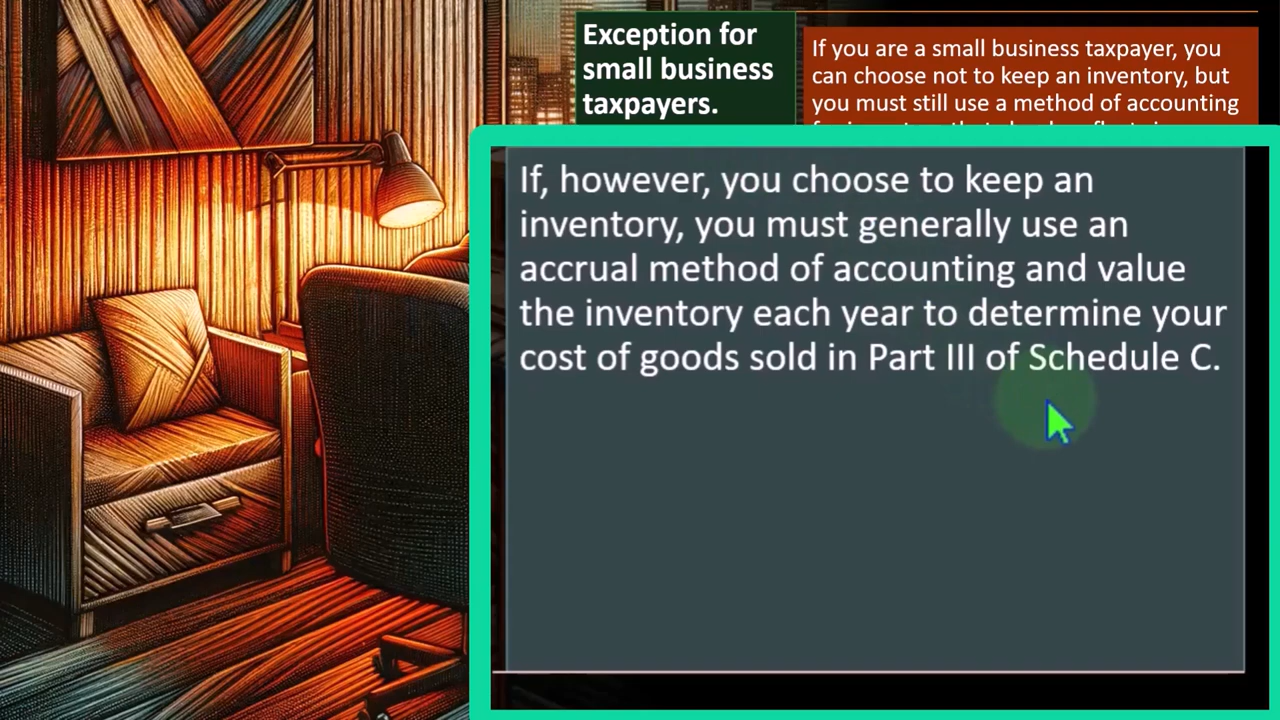 Exception for
small business
taxpayers.
If you are a small business taxpayer, you
can choose not to keep an inventory, but
you must still use a method of accounting
If, however, you choose to keep an
inventory, you must generally use an
accrual method of accounting and value
the inventory each year to determine your
cost of goods sold in Part III of Schedule C.